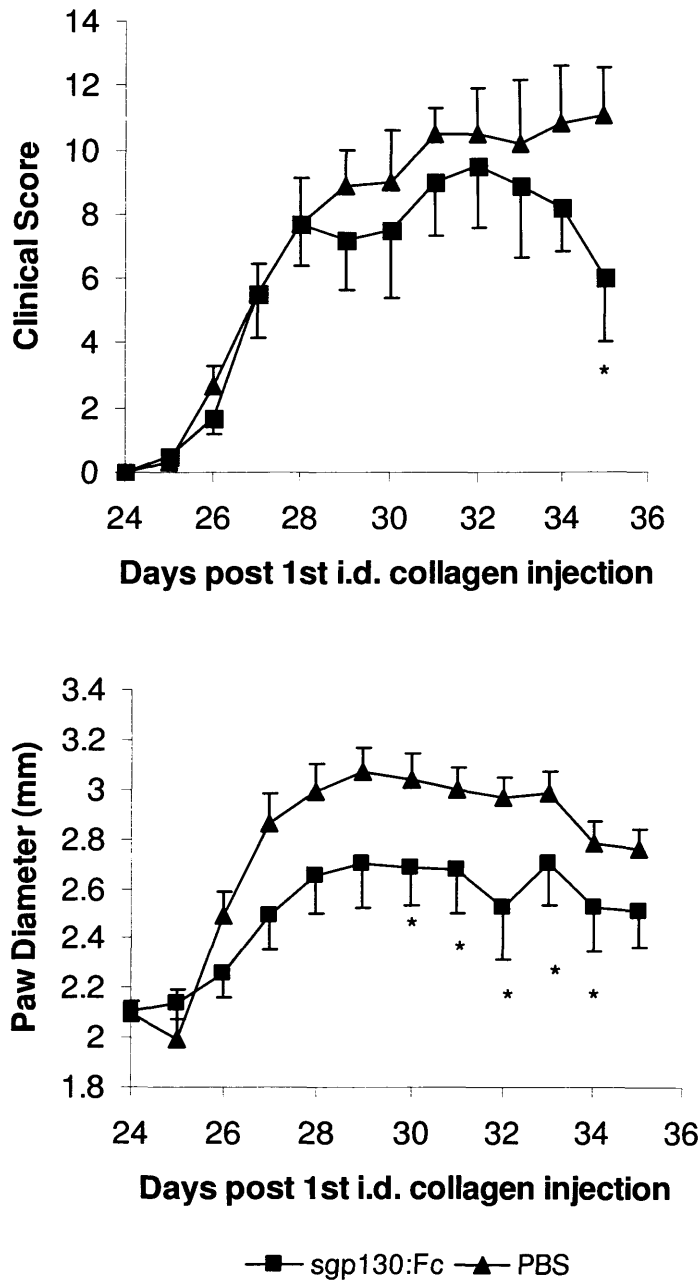 14
12
10
8
6
4
2
0
Clinical Score
*
24 26 28 30 32 34 36
Days post 1st i.d. collagen injection
3.4
3.2
3
2.8
2.6
2.4
2.2
2
1.8
Paw Diameter (mm)
* * * * *
24 26 28 30 32 34 36
Days post 1st i.d. collagen injection
sgp130:Fc PBS